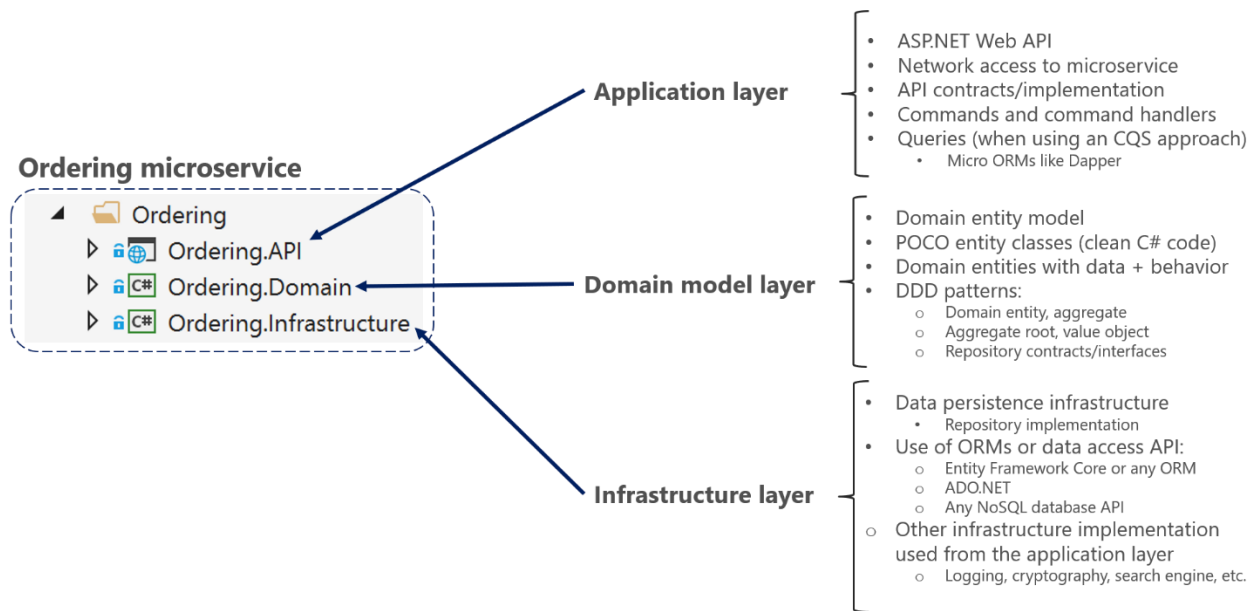 Ordering microservice
Ordering
Ordering.API
C# Ordering.Domain
C# Ordering.Infrastructure
Application layer
• ASP.NET Web API
• Network access to microservice
• API contracts/implementation
• Commands and command handlers
• Queries (when using an CQS approach)
• Micro ORMs like Dapper
Domain model layer
• Domain entity model
• POCO entity classes (clean C# code)
• Domain entities with data + behavior
• DDD patterns:
o Domain entity, aggregate
o Aggregate root, value object
o Repository contracts/interfaces
Infrastructure layer
• Data persistence infrastructure
• Repository implementation
• Use of ORMs or data access API:
o Entity Framework Core or any ORM
o ADO.NET
o Any NoSQL database API
o Other infrastructure implementation
used from the application layer
o Logging, cryptography, search engine, etc.